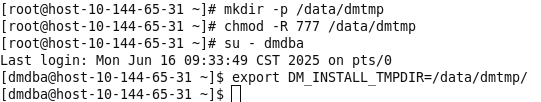 [root@host-10-144-65-31 ~]# mkdir -p /data/dmtmp
[root@host-10-144-65-31 ~]# chmod -R 777 /data/dmtmp
[root@host-10-144-65-31 ~]# su - dmdba
Last login: Mon Jun 16 09:33:49 CST 2025 on pts/0
[dmdba@host-10-144-65-31 ~]$ export DM_INSTALL_TMPDIR=/data/dmtmp/
[dmdba@host-10-144-65-31 ~]$